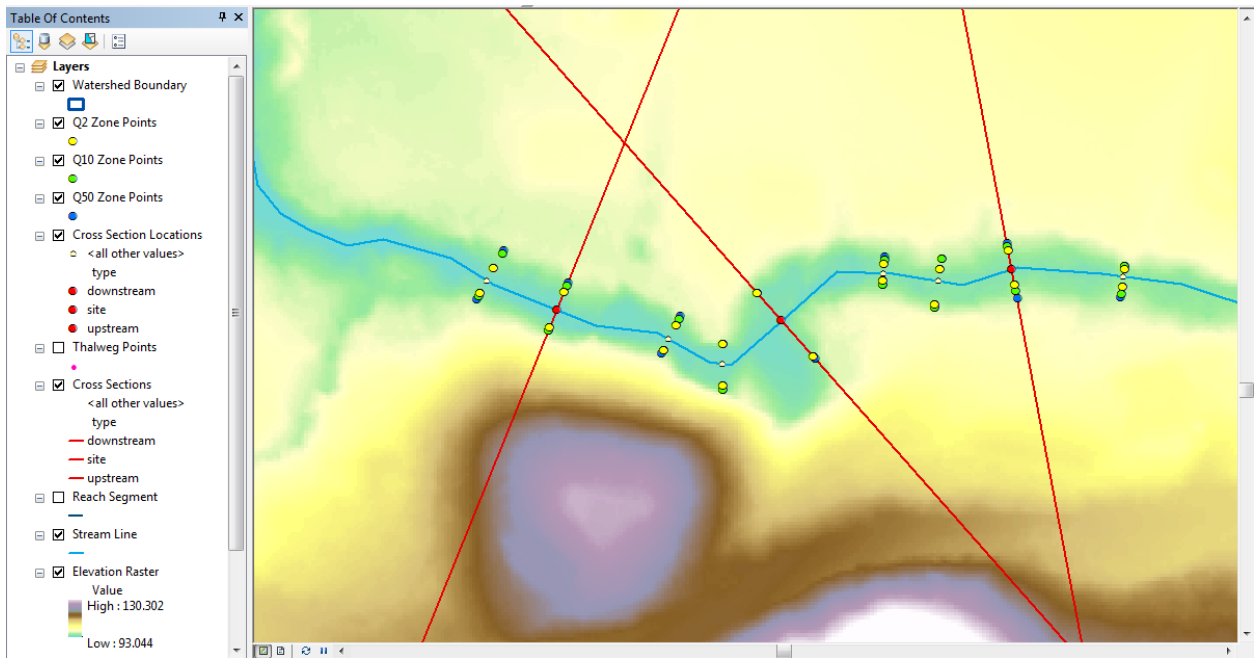 Table Of Contents
Layers
Watershed Boundary
Q2 Zone Points
Q10 Zone Points
Q50 Zone Points
Cross Section Locations
<all other values>
type
downstream
site
upstream
Thalweg Points
Cross Sections
<all other values>
type
downstream
site
upstream
Reach Segment
Stream Line
Elevation Raster
Value
High : 130.302
Low : 93.044